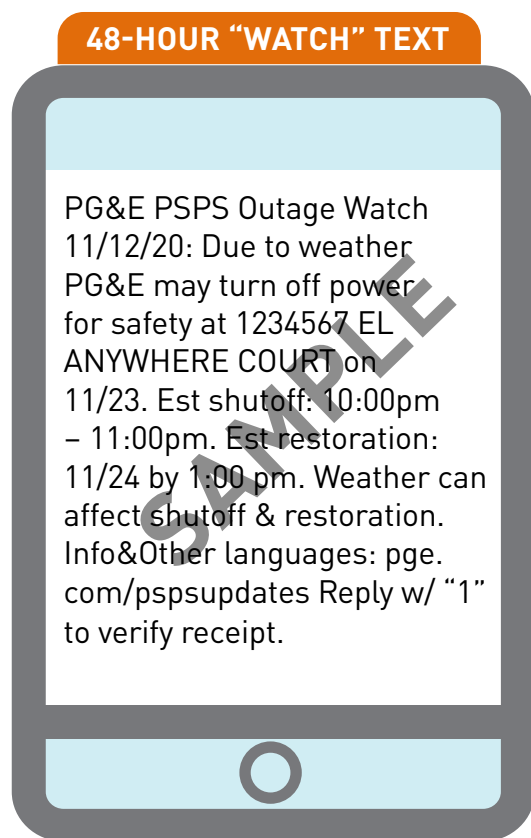 48-HOUR “WATCH” TEXT
PG&E PSPS Outage Watch
11/12/20: Due to weather
PG&E may turn off power
for safety at 1234567 EL
ANYWHERE COURT on
11/23. Est shutoff: 10:00pm
– 11:00pm. Est restoration:
11/24 by 1:00 pm. Weather can
affect shutoff & restoration.
Info&Other languages: pge.
com/pspsupdates Reply w/ “1”
to verify receipt.
SAMPLE